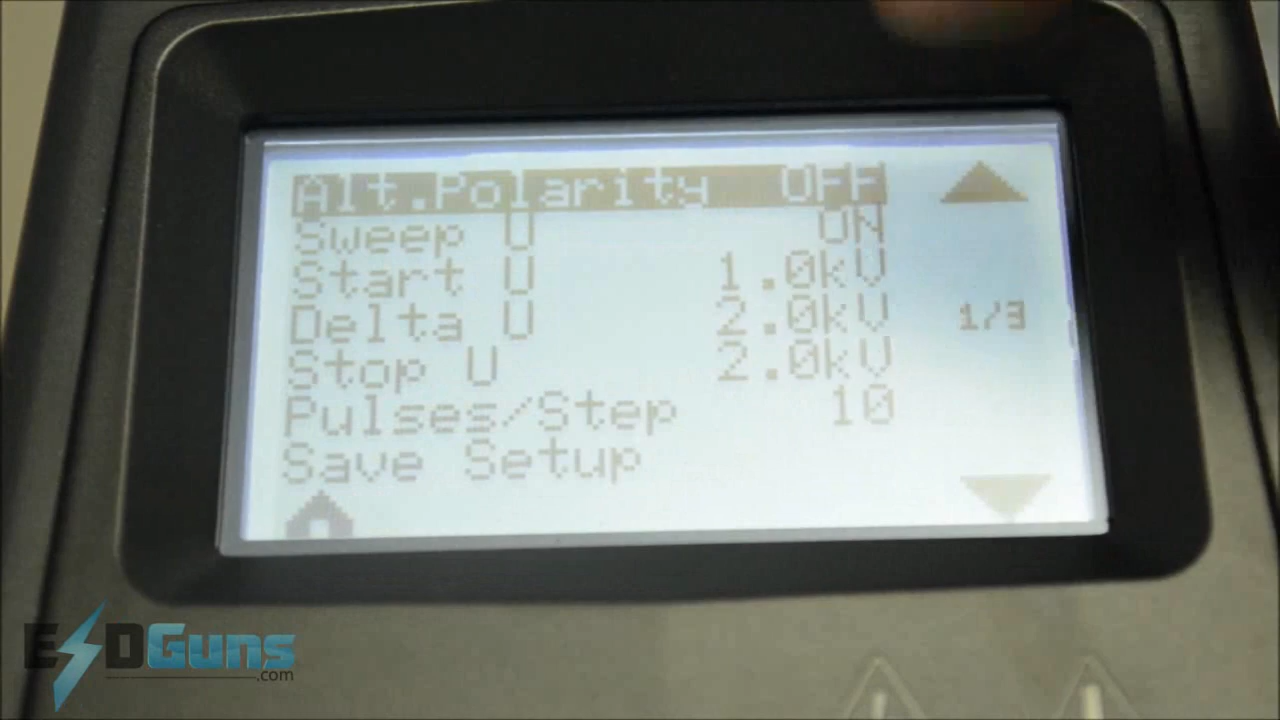 Alt.Polarity OFF
Sweep U ON
Start U 1.0kV
Delta U 2.0kV
1/3
Stop U 2.0kV
Pulses/Step 10
Save Setup
ESDGuns
.com